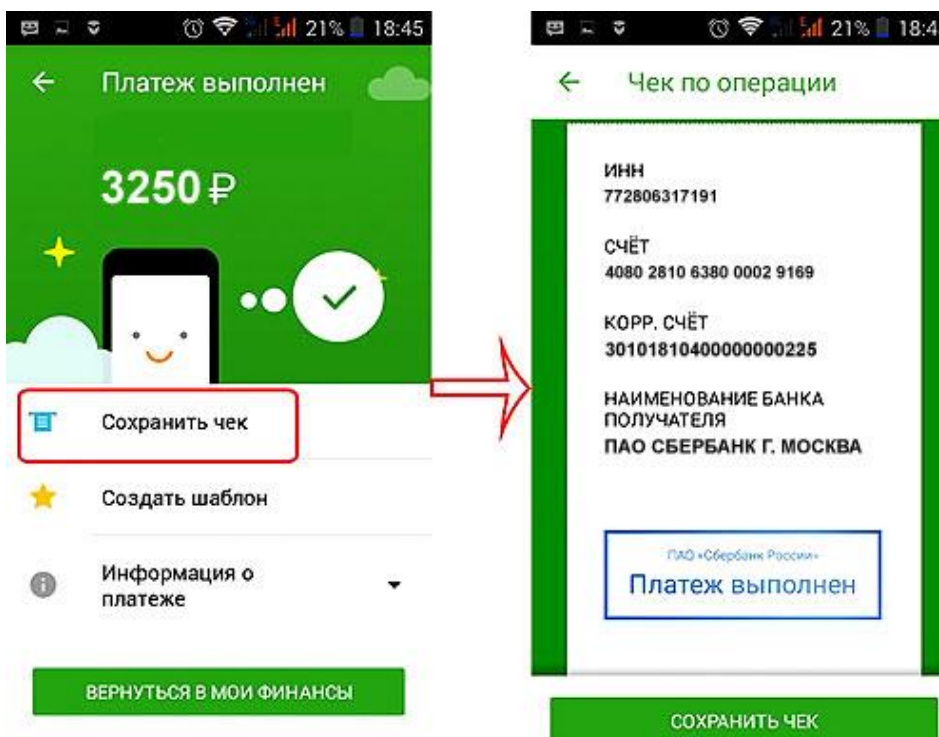 21% 18:45
Платеж выполнен
3250 ₽
Сохранить чек
Создать шаблон
Информация о
платеже
ВЕРНУТЬСЯ В МОИ ФИНАНСЫ
21% 18:4
Чек по операции
ИНН
772806317191
СЧЁТ
4080 2810 6380 0002 9169
КОРР. СЧЁТ
30101810400000000225
НАИМЕНОВАНИЕ БАНКА
ПОЛУЧАТЕЛЯ
ПАО СБЕРБАНК Г. МОСКВА
ПАО «Сбербанк России»
Платеж выполнен
СОХРАНИТЬ ЧЕК